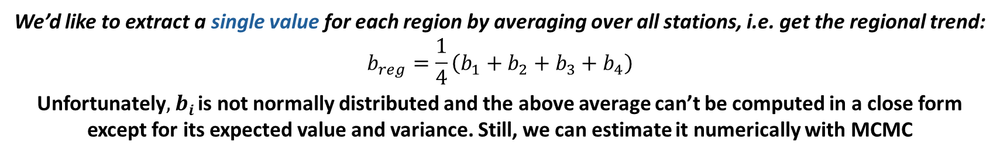 We'd like to extract a single value for each region by averaging over all stations, i.e. get the regional trend:
b_{reg} = \frac{1}{4}(b_1 + b_2 + b_3 + b_4)
Unfortunately, b_i is not normally distributed and the above average can't be computed in a close form
except for its expected value and variance. Still, we can estimate it numerically with MCMC